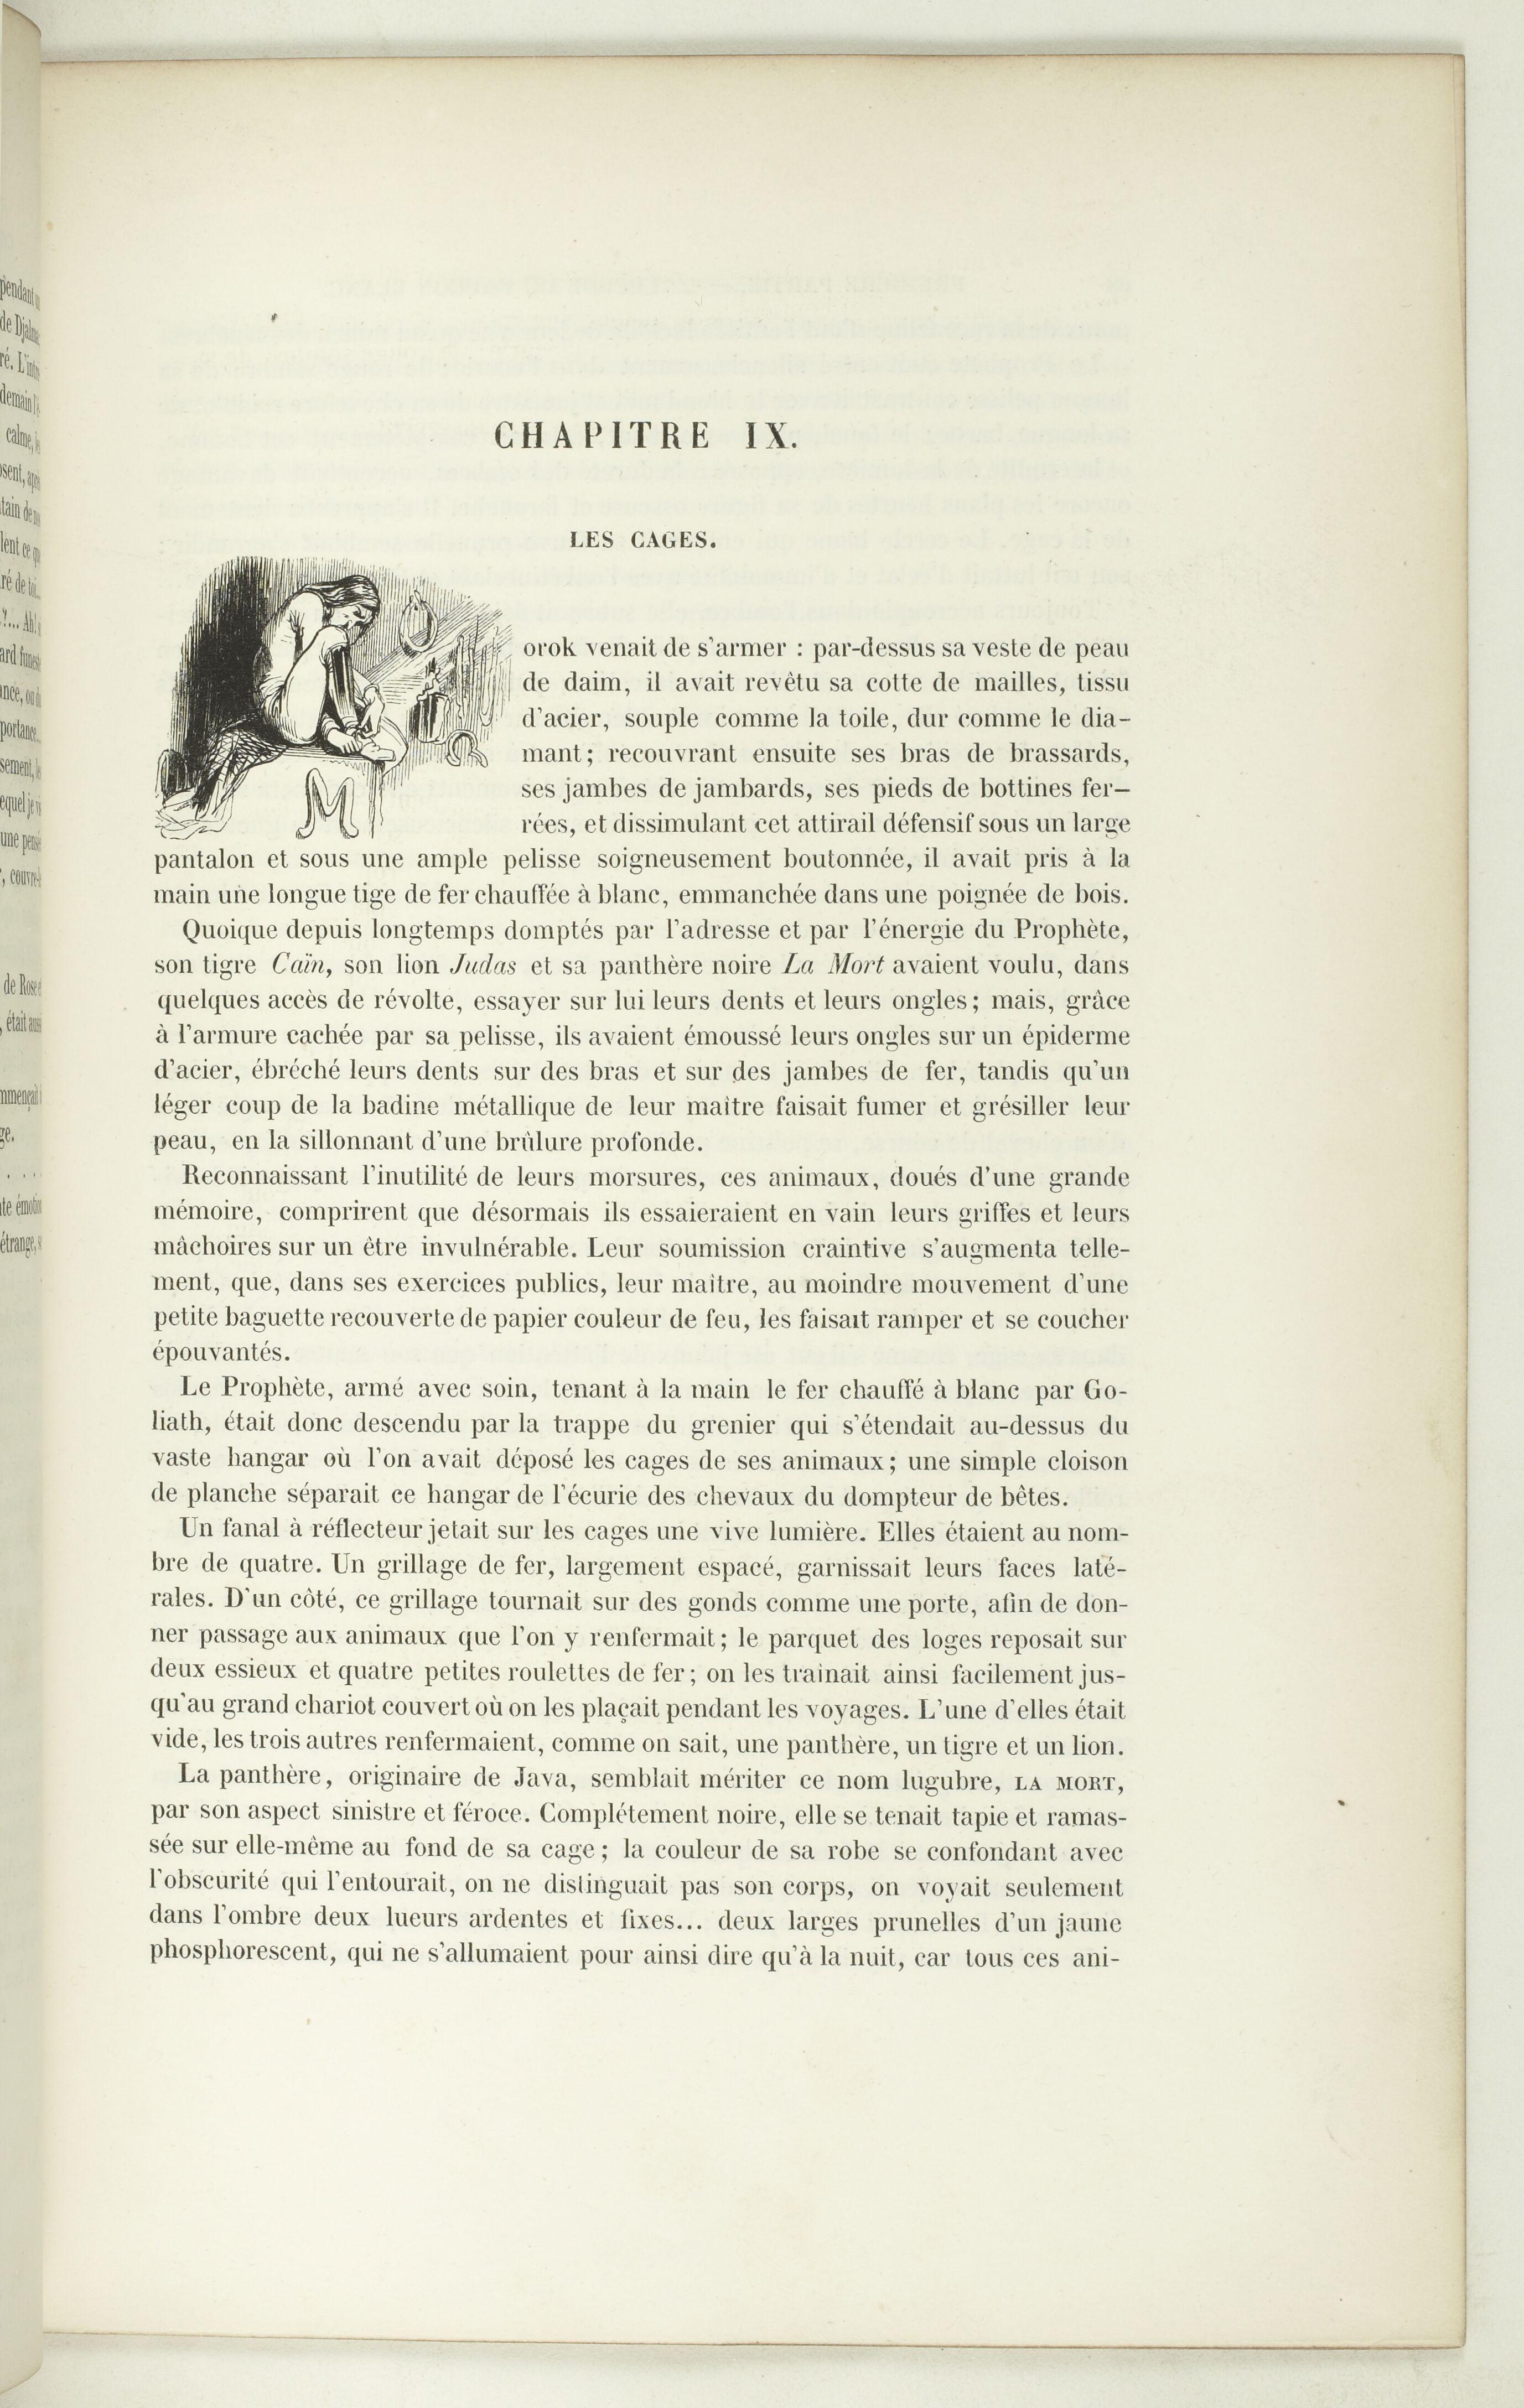 CHAPITRE IX.
LES CAGES.
Morok venait de s'armer : par-dessus sa veste de peau
de daim, il avait revêtu sa cotte de mailles, tissu
d'acier, souple comme la toile, dur comme le dia-
mant; recouvrant ensuite ses bras de brassards,
ses jambes de jambards, ses pieds de bottines fer-
rées, et dissimulant cet attirail défensif sous un large
pantalon et sous une ample pelisse soigneusement boutonnée, il avait pris à la
main une longue tige de fer chauffée à blanc, emmanchée dans une poignée de bois.
Quoique depuis longtemps domptés par l'adresse et par l'énergie du Prophète,
son tigre Caïn, son lion Judas et sa panthère noire La Mort avaient voulu, dans
quelques accès de révolte, essayer sur lui leurs dents et leurs ongles; mais, grâce
à l'armure cachée par sa pelisse, ils avaient émoussé leurs ongles sur un épiderme
d'acier, ébréché leurs dents sur des bras et sur des jambes de fer, tandis qu'un
léger coup de la badine métallique de leur maître faisait fumer et grésiller leur
peau, en la sillonnant d'une brûlure profonde.
Reconnaissant l'inutilité de leurs morsures, ces animaux, doués d'une grande
mémoire, comprirent que désormais ils essaieraient en vain leurs griffes et leurs
mâchoires sur un être invulnérable. Leur soumission craintive s'augmenta telle-
ment, que, dans ses exercices publics, leur maître, au moindre mouvement d'une
petite baguette recouverte de papier couleur de feu, les faisait ramper et se coucher
épouvantés.
Le Prophète, armé avec soin, tenant à la main le fer chauffé à blanc par Go-
liath, était donc descendu par la trappe du grenier qui s'étendait au-dessus du
vaste hangar où l'on avait déposé les cages de ses animaux; une simple cloison
de planche séparait ce hangar de l'écurie des chevaux du dompteur de bêtes.
Un fanal à réflecteur jetait sur les cages une vive lumière. Elles étaient au nom-
bre de quatre. Un grillage de fer, largement espacé, garnissait leurs faces laté-
rales. D'un côté, ce grillage tournait sur des gonds comme une porte, afin de don-
ner passage aux animaux que l'on y renfermait; le parquet des loges reposait sur
deux essieux et quatre petites roulettes de fer; on les traînait ainsi facilement jus-
qu'au grand chariot couvert où on les plaçait pendant les voyages. L'une d'elles était
vide, les trois autres renfermaient, comme on sait, une panthère, un tigre et un lion.
La panthère, originaire de Java, semblait mériter ce nom lugubre, LA MORT,
par son aspect sinistre et féroce. Complétement noire, elle se tenait tapie et ramas-
sée sur elle-même au fond de sa cage; la couleur de sa robe se confondant avec
l'obscurité qui l'entourait, on ne distinguait pas son corps, on voyait seulement
dans l'ombre deux lueurs ardentes et fixes... deux larges prunelles d'un jaune
phosphorescent, qui ne s'allumaient pour ainsi dire qu'à la nuit, car tous ces ani-